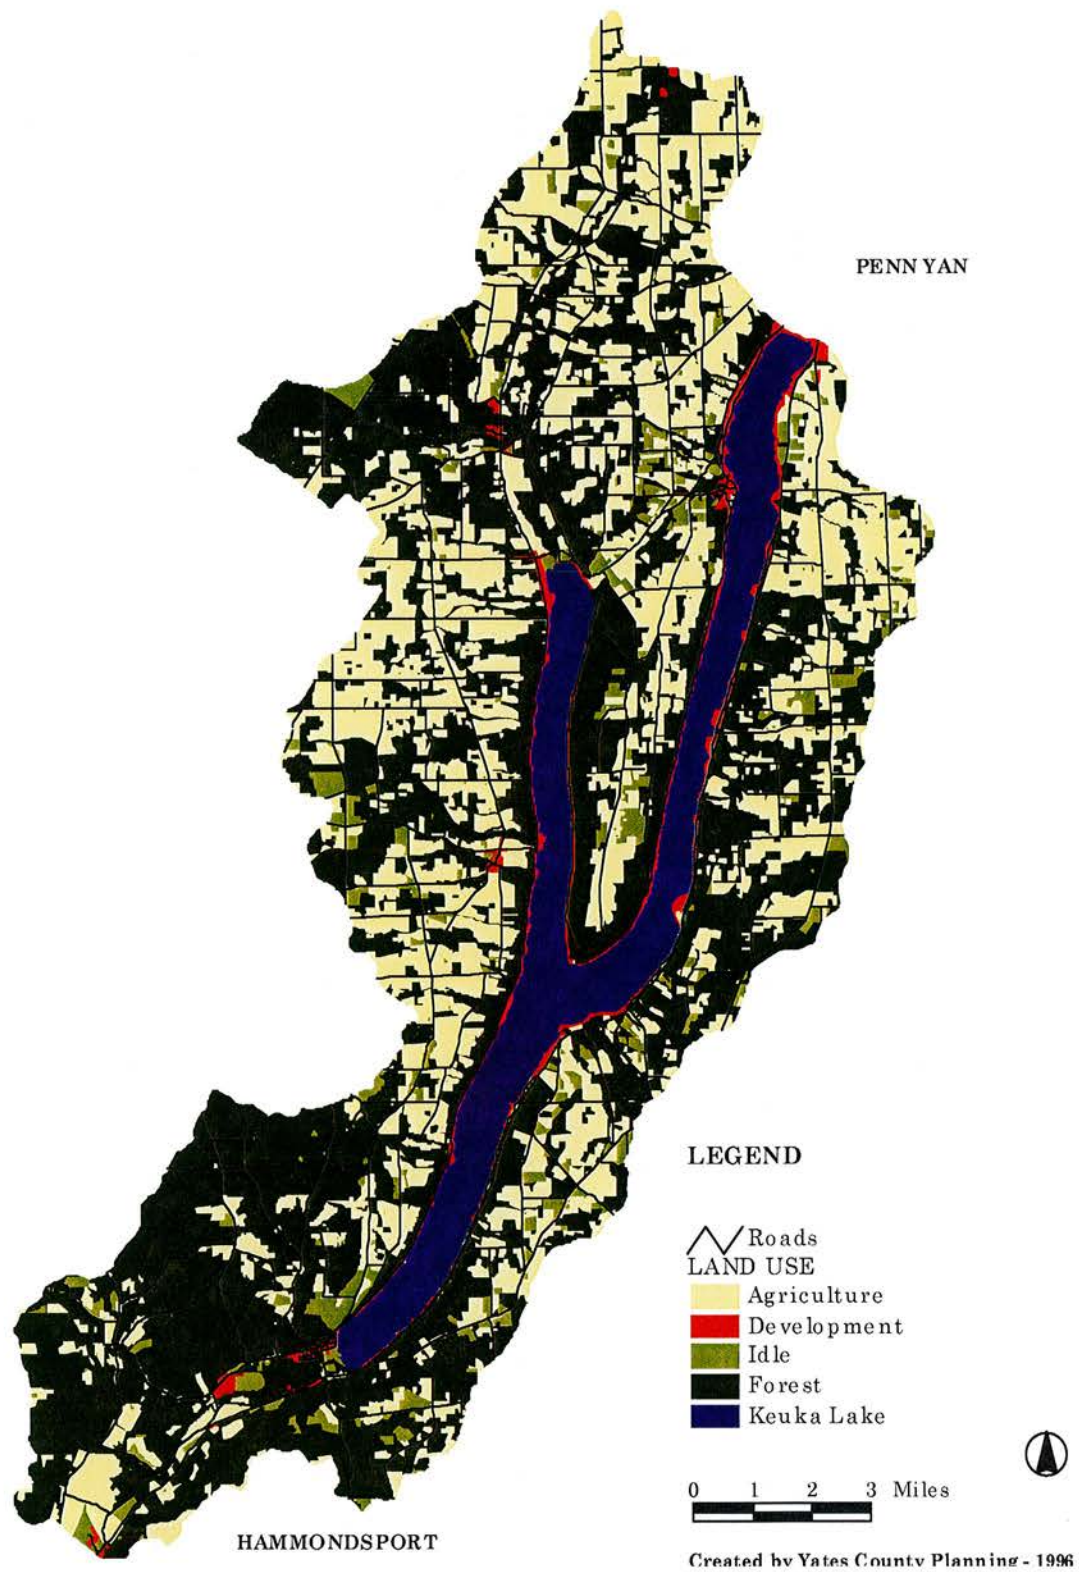 PENN YAN
LEGEND
Roads
LAND USE
Agriculture
Development
Idle
Forest
Keuka Lake
0 1 2 3 Miles
HAMMONDSPORT
Created by Yates County Planning - 1996